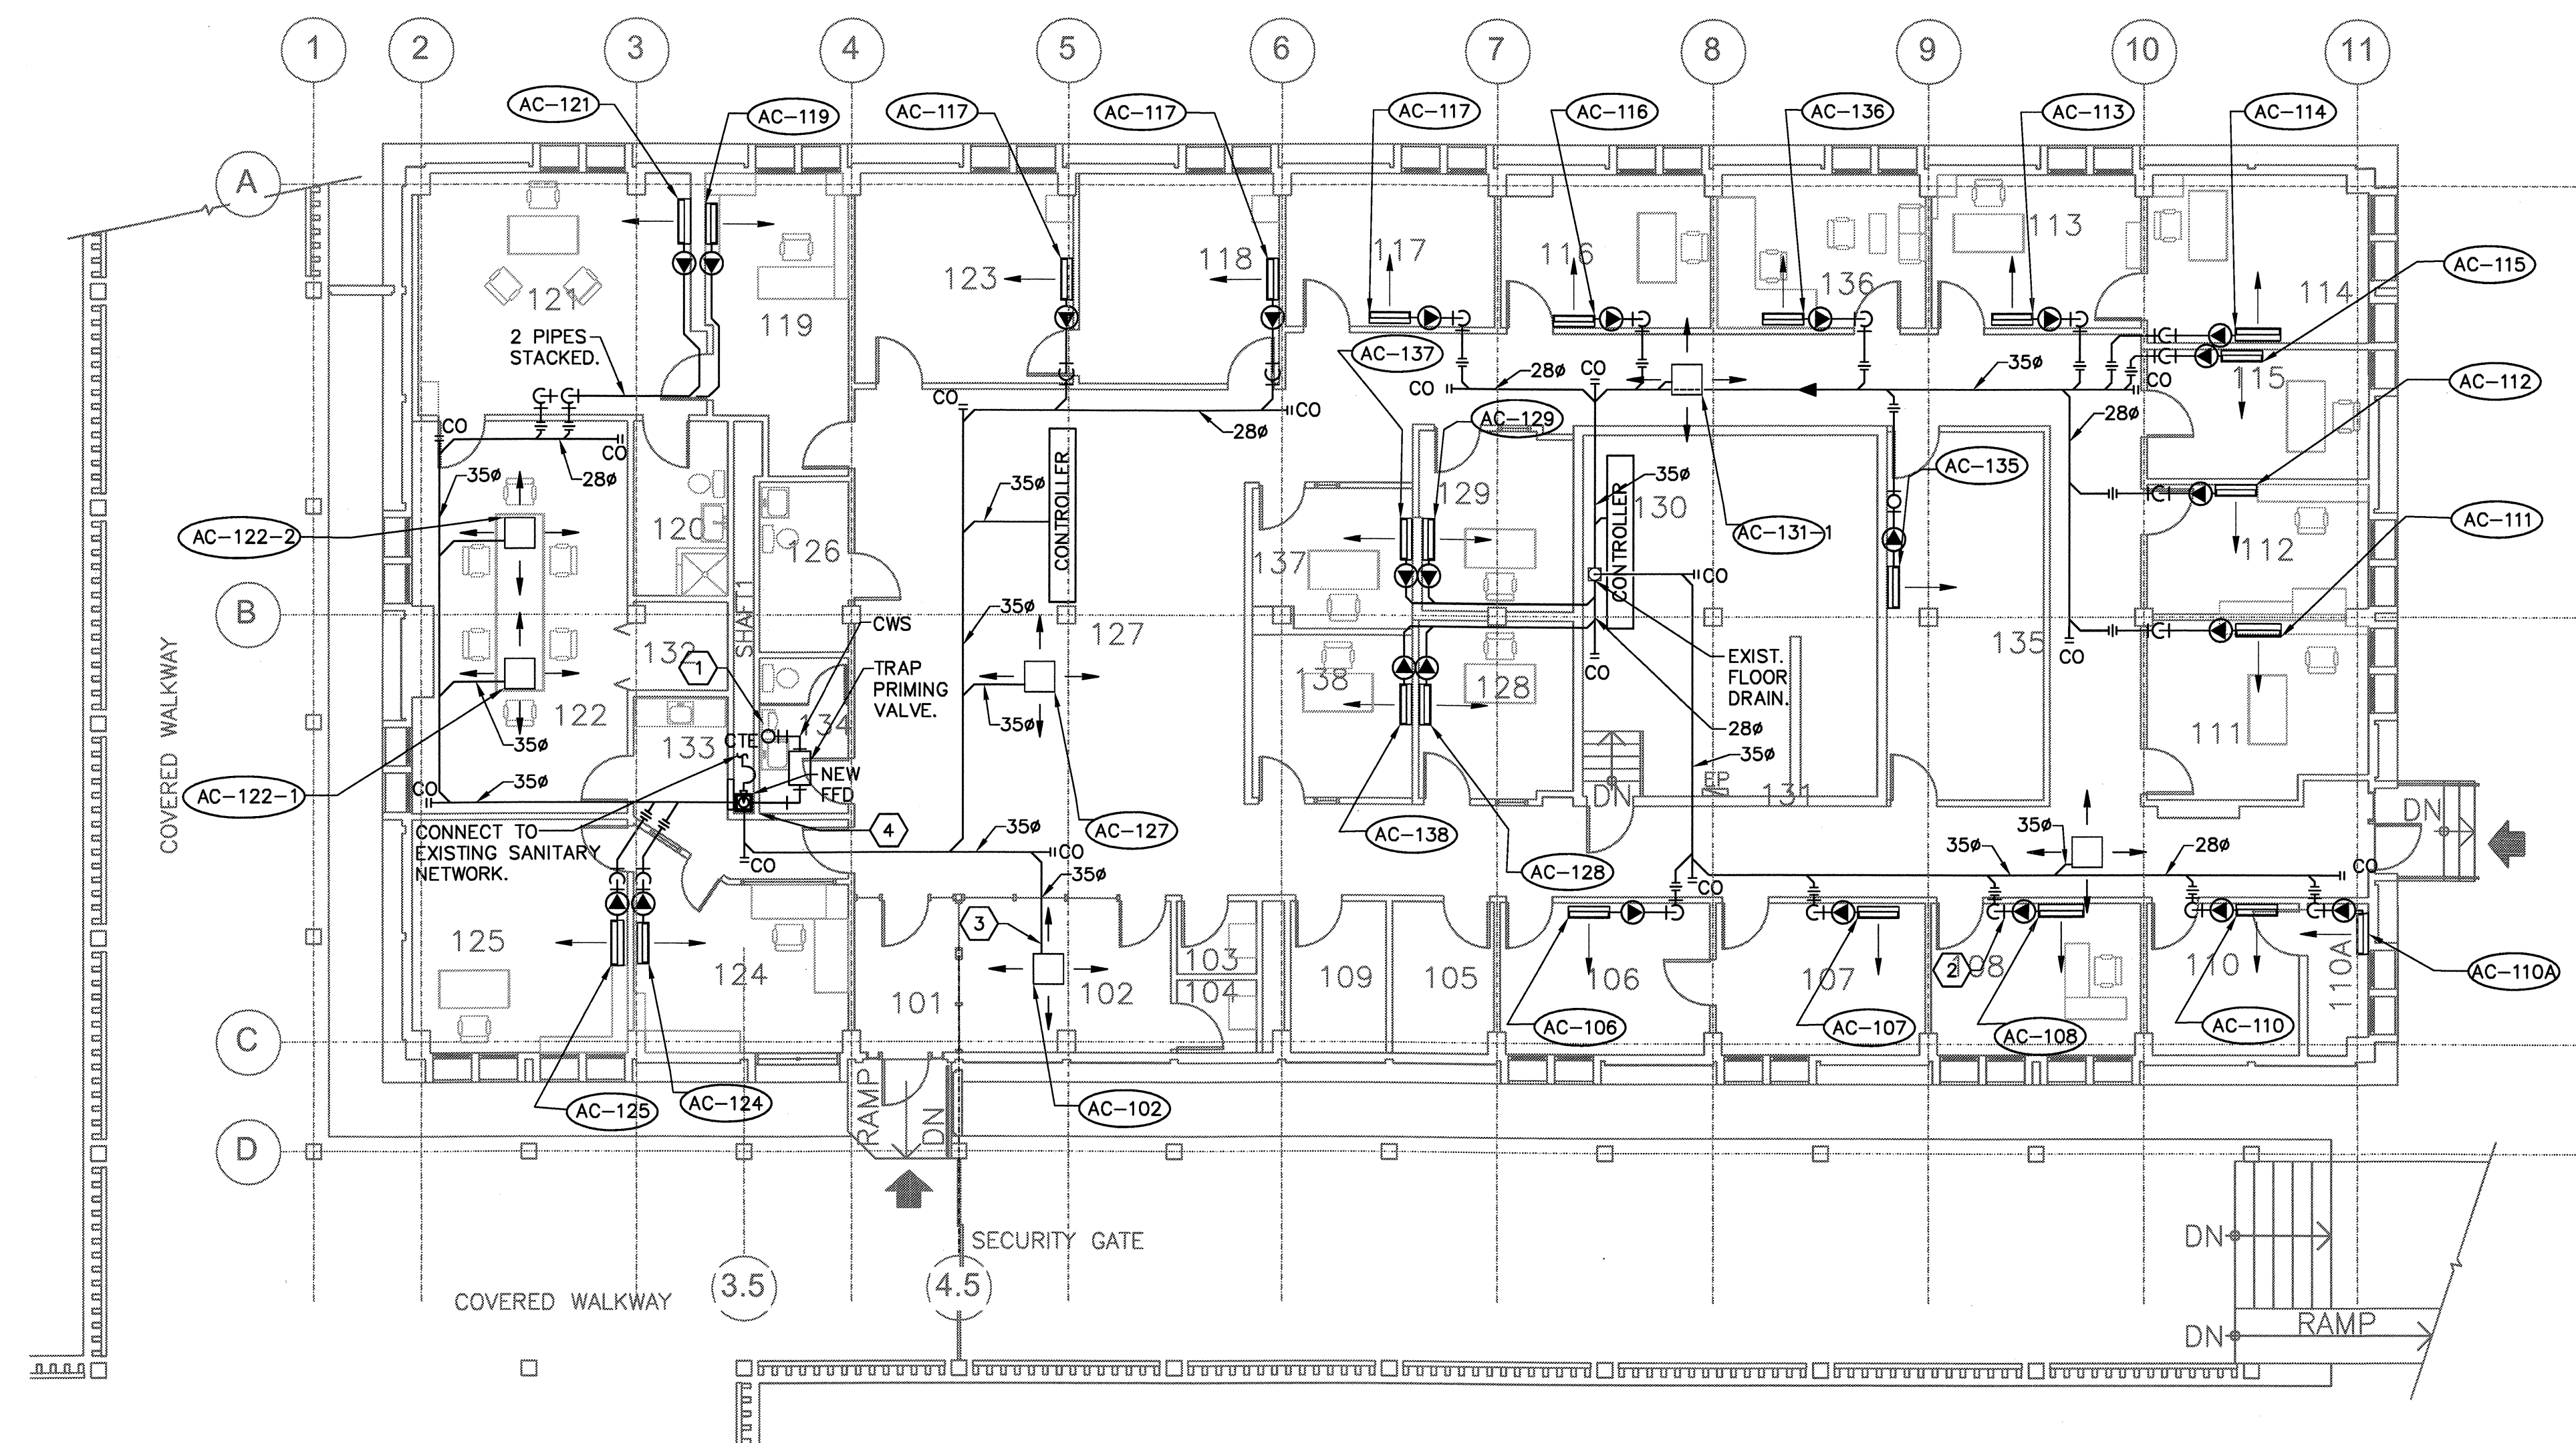 1
2
3
4
5
6
7
8
9
10
11
AC-121
AC-119
AC-117
AC-117
AC-117
AC-116
AC-136
AC-113
AC-114
A
113
117
116
118
123
136
114
AC-115
121
119
2 PIPES
STACKED.
AC-137
CO
28ø
CO
35ø
CO
115
AC-112
CO
CO
CO
28ø
AC-129
28ø
CO
28ø
35ø
35ø
CONTROLLER
35ø
CONTROLLER
130
129
AC-135
120
126
AC-122-2
AC-131-1
AC-111
112
137
CO
SHAFT 1
35ø
B
CWS
127
132
1
TRAP
PRIMING
VALVE.
138
128
EXIST.
FLOOR
DRAIN.
CO
135
CO
COVERED WALKWAY
122
35ø
133
CTE
134
35ø
28ø
35ø
111
AC-122-1
CO
35ø
NEW
FFD
DN
FP
131
DN
CONNECT TO
EXISTING SANITARY
NETWORK.
4
35ø
AC-127
AC-138
35ø
35ø
28ø
CO
CO
35ø
AC-128
CO
CO
125
124
3
101
102
103
104
109
105
106
107
2
108
110
110A
AC-110A
C
AC-106
AC-107
AC-108
AC-110
AC-125
AC-124
AC-102
RAMP
DN
D
SECURITY GATE
3.5
4.5
COVERED WALKWAY
DN
DN
RAMP